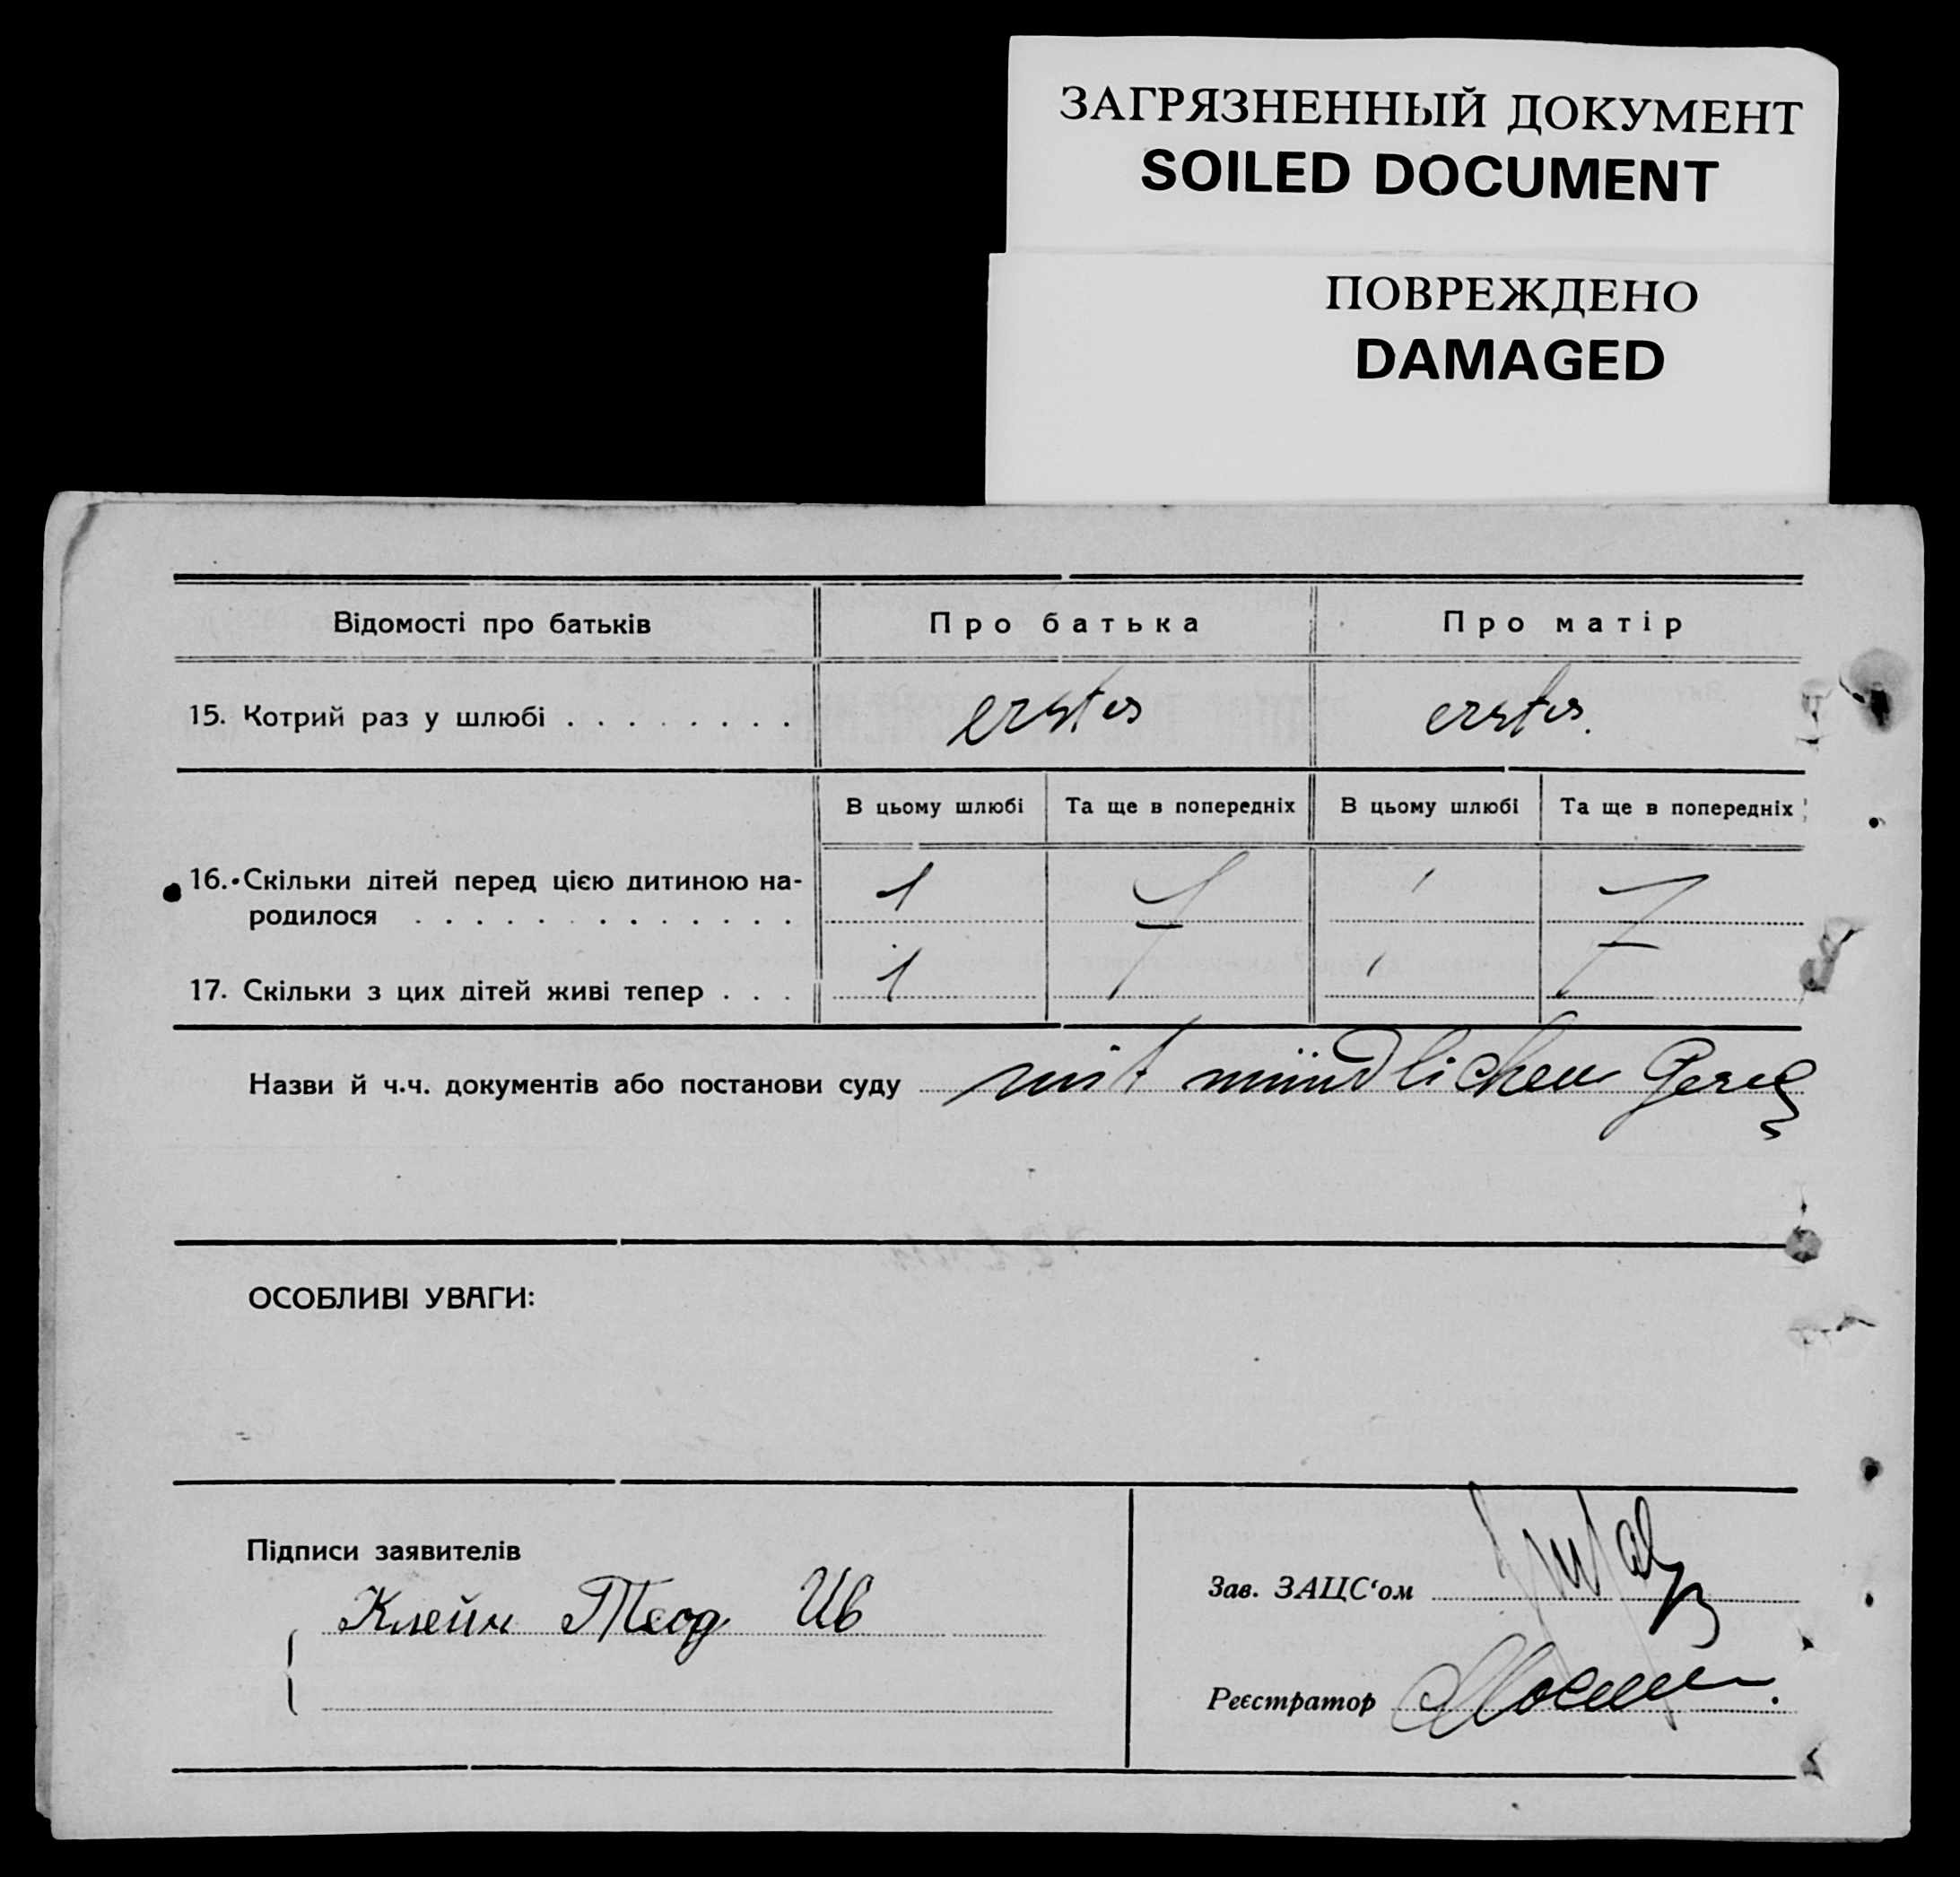 ЗАГРЯЗНЕННЫЙ ДОКУМЕНТ
SOILED DOCUMENT
ПОВРЕЖДЕНО
DAMAGED
Відомості про батьків Про батька Про матір
15. Котрий раз у шлюбі . . . . . . . . erstes erstes.
В цьому шлюбі Та ще в попередніх В цьому шлюбі Та ще в попередніх
16. Скільки дітей перед цією дитиною на-
родилося . . . . . . . . . . . . . 1 1
17. Скільки з цих дітей живі тепер . . . 1 1
Назви й ч.ч. документів або постанови суду mit mündlichen
ОСОБЛИВІ УВАГИ:
Підписи заявителів
Зав. ЗАЦС‘ом
Клейн Теод Ив
Реєстратор